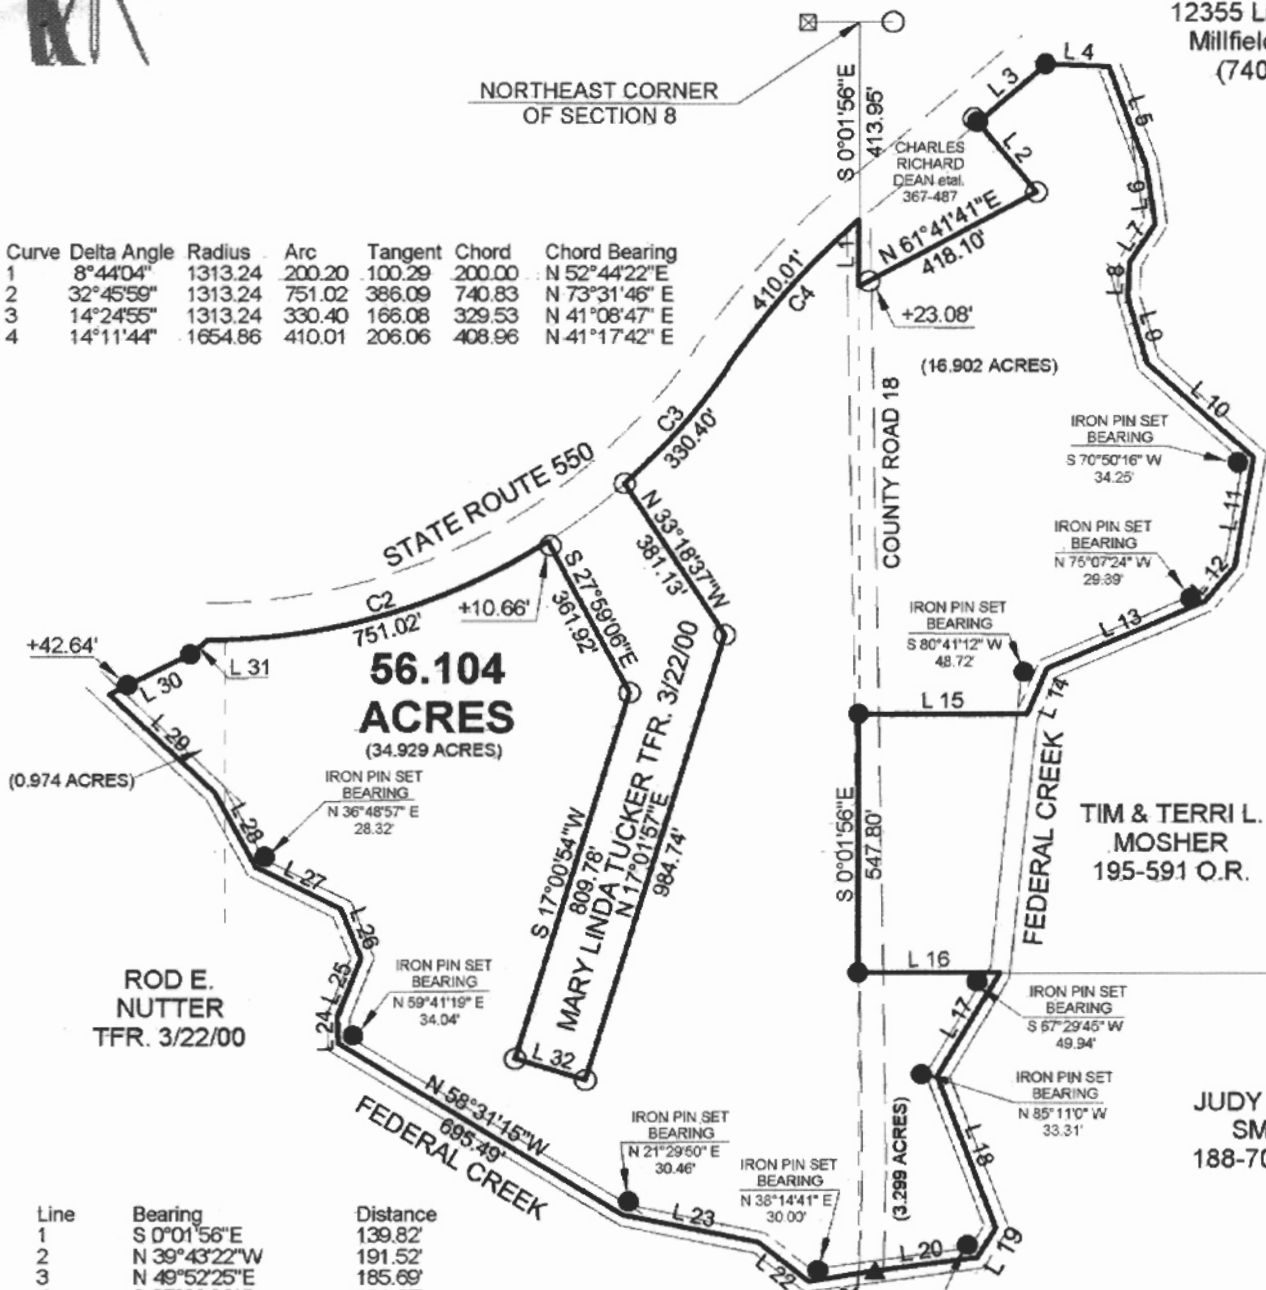 12355
Millfield
(740
NORTHEAST CORNER
OF SECTION 8
S 0°01'56"E
413.95'
L 3
L 4
L 5
L 2
CHARLES
RICHARD
DEAN etal.
367-487
N 61°41'41"E
418.10'
L 6
L 7
L 8
L 9
L 1
+23.08'
(16.902 ACRES)
Curve Delta Angle Radius Arc Tangent Chord Chord Bearing
1 8°44'04" 1313.24 200.20 100.29 200.00 N 52°44'22"E
2 32°45'59" 1313.24 751.02 386.09 740.83 N 73°31'46" E
3 14°24'55" 1313.24 330.40 166.08 329.53 N 41°08'47" E
4 14°11'44" 1654.86 410.01 206.06 408.96 N 41°17'42" E
410.01'
C4
C3
330.40'
STATE ROUTE 550
COUNTY ROAD 18
L 10
IRON PIN SET
BEARING
S 70°50'16" W
34.25'
L 11
IRON PIN SET
BEARING
N 75°07'24" W
29.39'
L 12
L 13
IRON PIN SET
BEARING
S 80°41'12" W
48.72'
L 14
L 15
N 33°18'37"W
381.13'
S 27°59'06"E
361.92'
+10.66'
C2
751.02'
+42.64'
L 30
L 31
56.104
ACRES
(34.929 ACRES)
L 29
(0.974 ACRES)
L 28
IRON PIN SET
BEARING
N 36°48'57" E
28.32'
L 27
L 26
L 25
L 24
S 17°00'54"W
809.78'
MARY LINDA TUCKER TFR. 3/22/00
N 17°01'57"E
984.74'
S 0°01'56"E
547.80'
FEDERAL CREEK
TIM & TERRI L.
MOSHER
195-591 O.R.
ROD E.
NUTTER
TFR. 3/22/00
IRON PIN SET
BEARING
N 59°41'19" E
34.04'
L 32
L 16
L 17
IRON PIN SET
BEARING
S 67°29'45" W
49.94'
IRON PIN SET
BEARING
N 85°11'0" W
33.31'
JUDY
SM
188-70
N 58°31'15"W
695.49'
FEDERAL CREEK
IRON PIN SET
BEARING
N 21°29'50" E
30.46'
IRON PIN SET
BEARING
N 38°14'41" E
30.00'
(3.299 ACRES)
L 18
L 19
L 20
L 22
L 23
Line Bearing Distance
1 S 0°01'56"E 139.82'
2 N 39°43'22"W 191.52'
3 N 49°52'25"E 185.69'